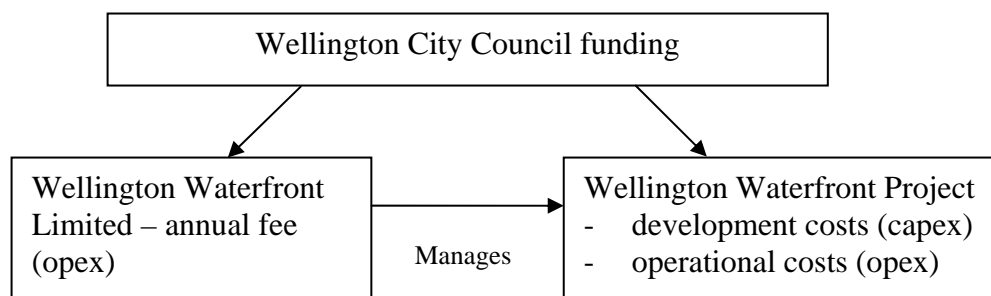 Wellington City Council funding
Wellington Waterfront
Limited – annual fee
(opex)
Manages
Wellington Waterfront Project
- development costs (capex)
- operational costs (opex)